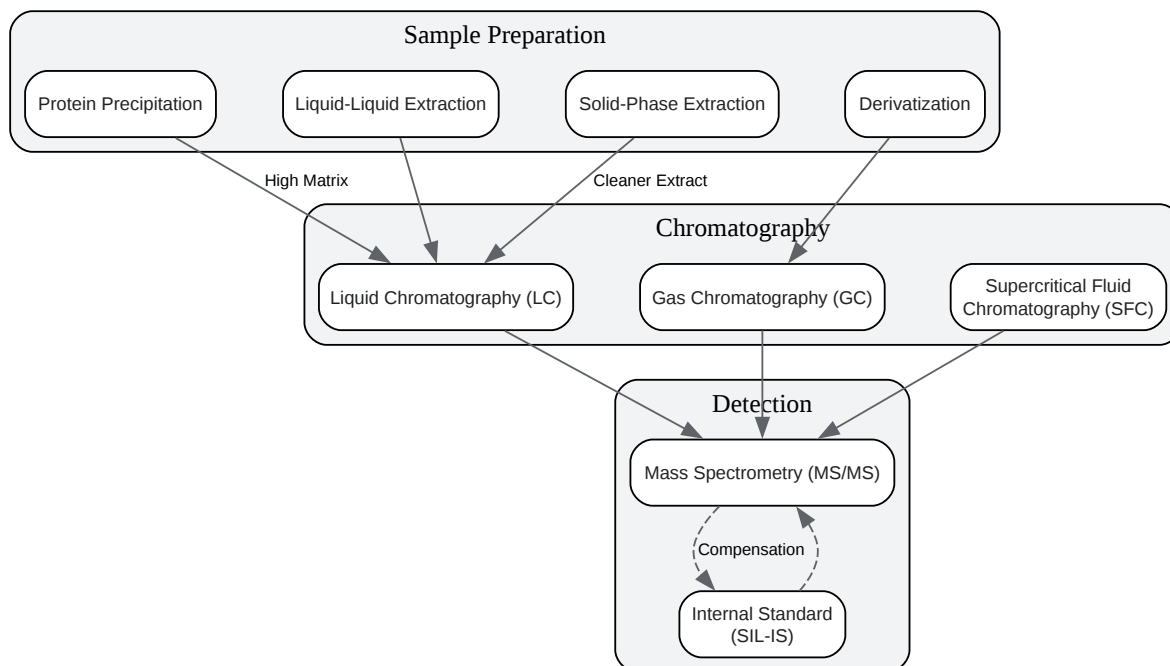 Sample Preparation
Protein Precipitation
Liquid-Liquid Extraction
Solid-Phase Extraction
Derivatization
High Matrix
Cleaner Extract
Chromatography
Liquid Chromatography (LC)
Gas Chromatography (GC)
Supercritical Fluid
Chromatography (SFC)
Detection
Mass Spectrometry (MS/MS)
Compensation
Internal Standard
(SIL-IS)